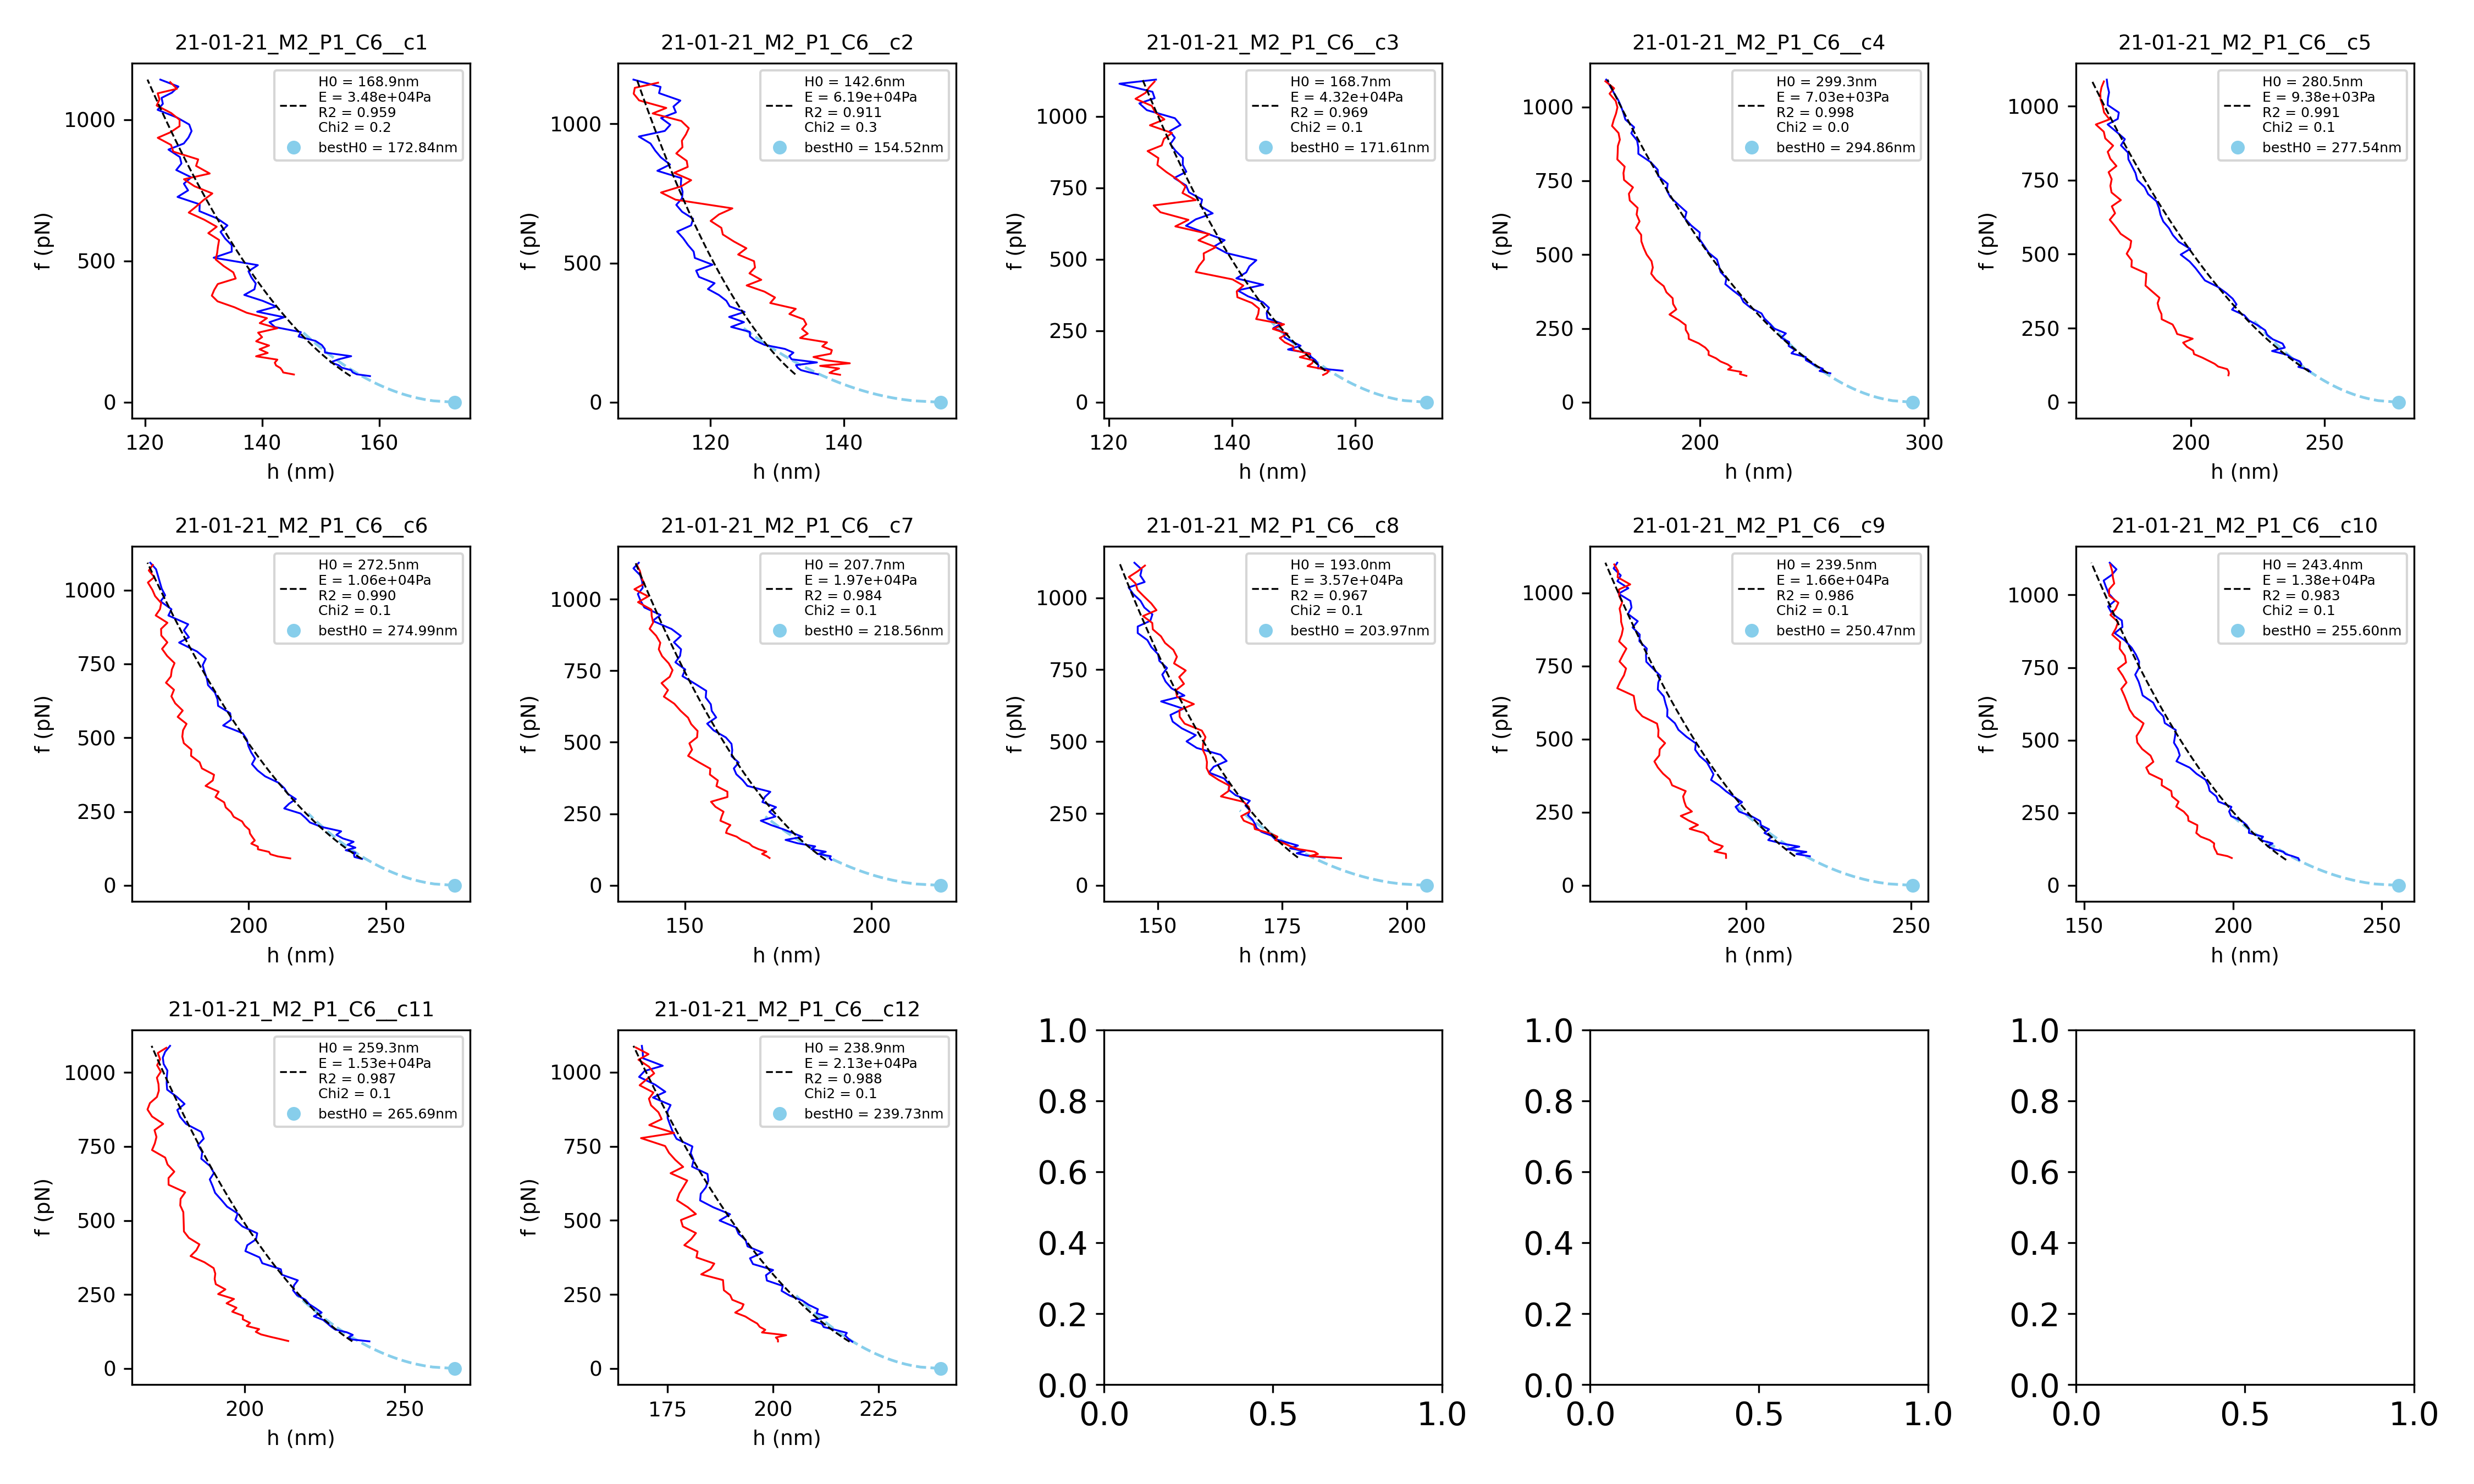 21-01-21_M2_P1_C6__c1
H0 = 168.9nm
E = 3.48e+04Pa
R2 = 0.959
Chi2 = 0.2
bestH0 = 172.84nm
f (pN)
1000
500
0
120 140 160
h (nm)
21-01-21_M2_P1_C6__c2
H0 = 142.6nm
E = 6.19e+04Pa
R2 = 0.911
Chi2 = 0.3
bestH0 = 154.52nm
f (pN)
1000
500
0
120 140
h (nm)
21-01-21_M2_P1_C6__c3
H0 = 168.7nm
E = 4.32e+04Pa
R2 = 0.969
Chi2 = 0.1
bestH0 = 171.61nm
f (pN)
1000
750
500
250
0
120 140 160
h (nm)
21-01-21_M2_P1_C6__c4
H0 = 299.3nm
E = 7.03e+03Pa
R2 = 0.998
Chi2 = 0.0
bestH0 = 294.86nm
f (pN)
1000
750
500
250
0
200 300
h (nm)
21-01-21_M2_P1_C6__c5
H0 = 280.5nm
E = 9.38e+03Pa
R2 = 0.991
Chi2 = 0.1
bestH0 = 277.54nm
f (pN)
1000
750
500
250
0
200 250
h (nm)
21-01-21_M2_P1_C6__c6
H0 = 272.5nm
E = 1.06e+04Pa
R2 = 0.990
Chi2 = 0.1
bestH0 = 274.99nm
f (pN)
1000
750
500
250
0
200 250
h (nm)
21-01-21_M2_P1_C6__c7
H0 = 207.7nm
E = 1.97e+04Pa
R2 = 0.984
Chi2 = 0.1
bestH0 = 218.56nm
f (pN)
1000
750
500
250
0
150 200
h (nm)
21-01-21_M2_P1_C6__c8
H0 = 193.0nm
E = 3.57e+04Pa
R2 = 0.967
Chi2 = 0.1
bestH0 = 203.97nm
f (pN)
1000
750
500
250
0
150 175 200
h (nm)
21-01-21_M2_P1_C6__c9
H0 = 239.5nm
E = 1.66e+04Pa
R2 = 0.986
Chi2 = 0.1
bestH0 = 250.47nm
f (pN)
1000
750
500
250
0
200 250
h (nm)
21-01-21_M2_P1_C6__c10
H0 = 243.4nm
E = 1.38e+04Pa
R2 = 0.983
Chi2 = 0.1
bestH0 = 255.60nm
f (pN)
1000
750
500
250
0
150 200 250
h (nm)
21-01-21_M2_P1_C6__c11
H0 = 259.3nm
E = 1.53e+04Pa
R2 = 0.987
Chi2 = 0.1
bestH0 = 265.69nm
f (pN)
1000
750
500
250
0
200 250
h (nm)
21-01-21_M2_P1_C6__c12
H0 = 238.9nm
E = 2.13e+04Pa
R2 = 0.988
Chi2 = 0.1
bestH0 = 239.73nm
f (pN)
1000
750
500
250
0
175 200 225
h (nm)
1.0
0.8
0.6
0.4
0.2
0.0
0.0 0.5 1.0
1.0
0.8
0.6
0.4
0.2
0.0
0.0 0.5 1.0
1.0
0.8
0.6
0.4
0.2
0.0
0.0 0.5 1.0